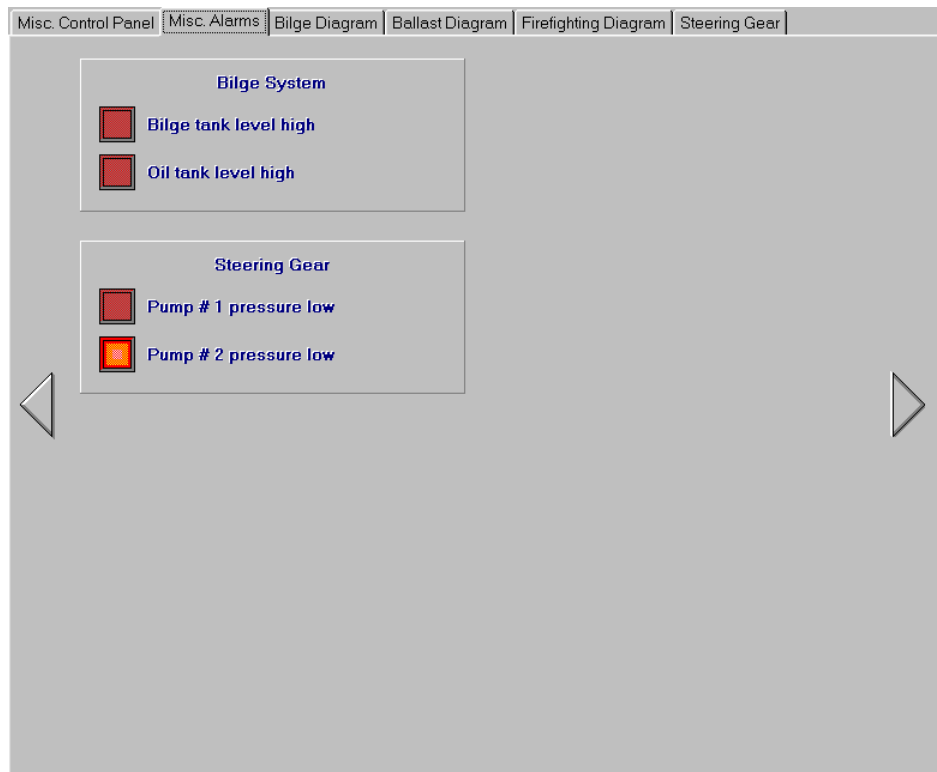 Misc. Control Panel Misc. Alarms Bilge Diagram Ballast Diagram Firefighting Diagram Steering Gear
Bilge System
Bilge tank level high
Oil tank level high
Steering Gear
Pump # 1 pressure low
Pump # 2 pressure low